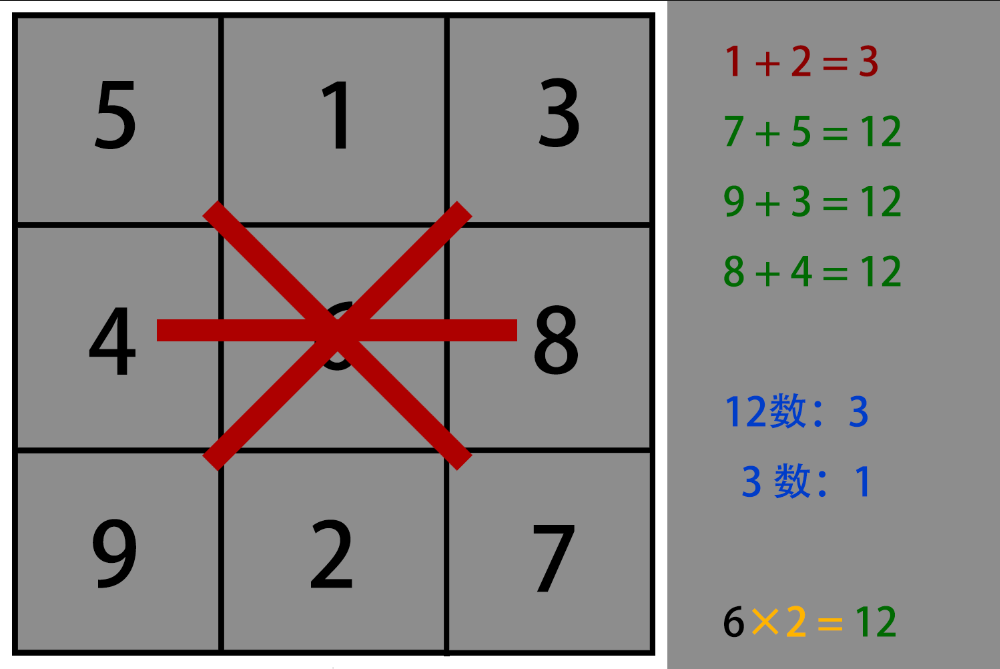 5 1 3
4 6 8
9 2 7
1 + 2 = 3
7 + 5 = 12
9 + 3 = 12
8 + 4 = 12
12数： 3
3 数： 1
6×2 = 12